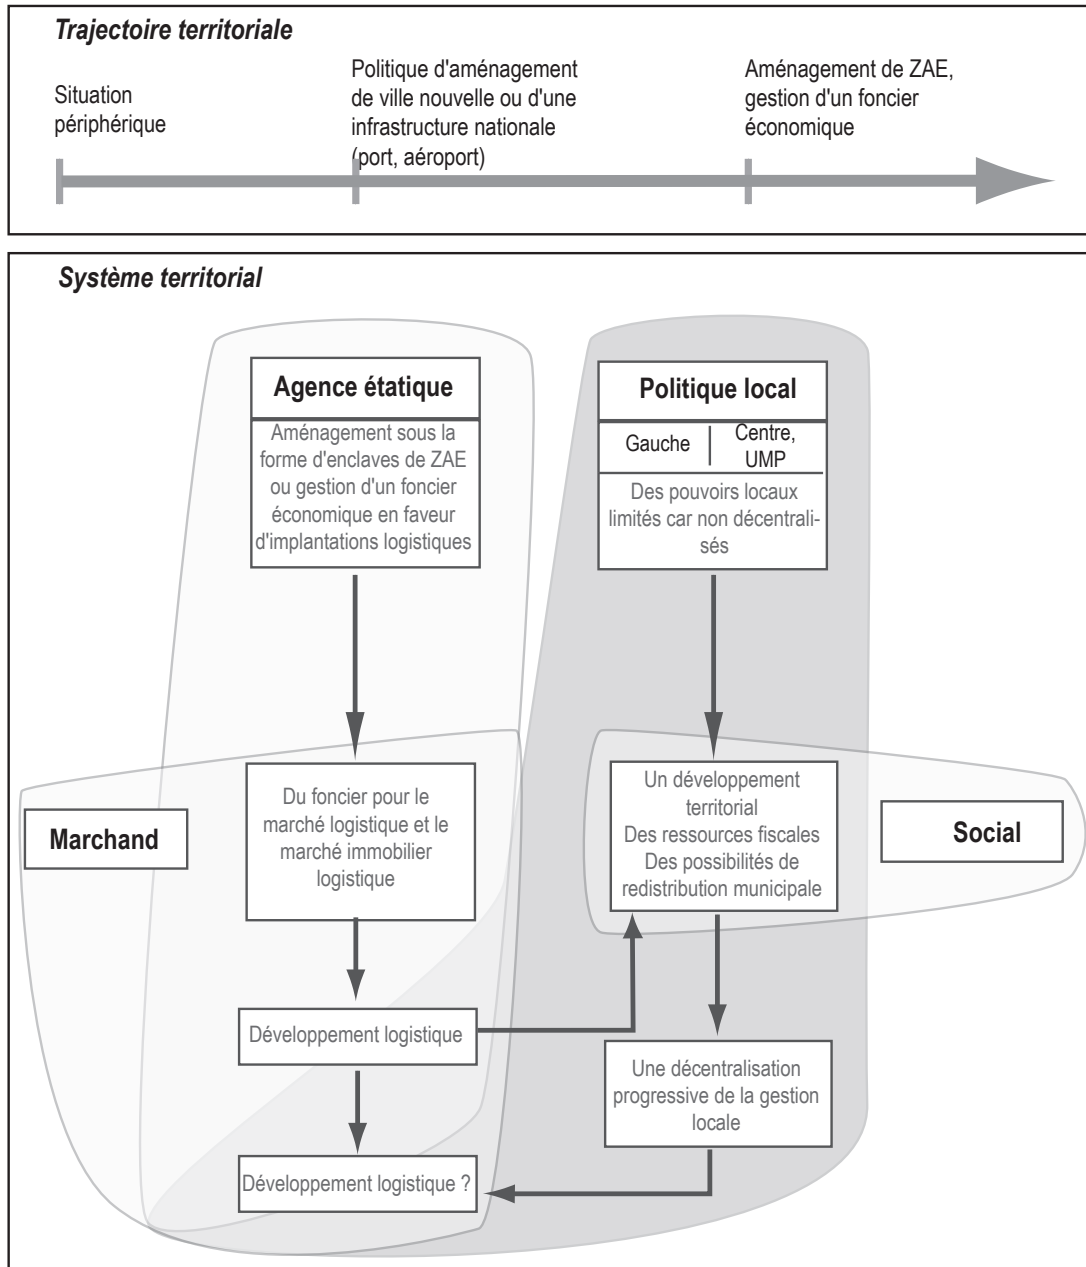 Trajectoire territoriale
Situation
périphérique
Politique d'aménagement
de ville nouvelle ou d'une
infrastructure nationale
(port, aéroport)
Aménagement de ZAE,
gestion d'un foncier
économique
Système territorial
Agence étatique
Aménagement sous la
forme d'enclaves de ZAE
ou gestion d'un foncier
économique en faveur
d'implantations logistiques
Politique local
Gauche
Centre,
UMP
Des pouvoirs locaux
limités car non décentrali-
sés
Marchand
Du foncier pour le
marché logistique et le
marché immobilier
logistique
Un développement
territorial
Des ressources fiscales
Des possibilités de
redistribution municipale
Social
Développement logistique
Une décentralisation
progressive de la gestion
locale
Développement logistique ?